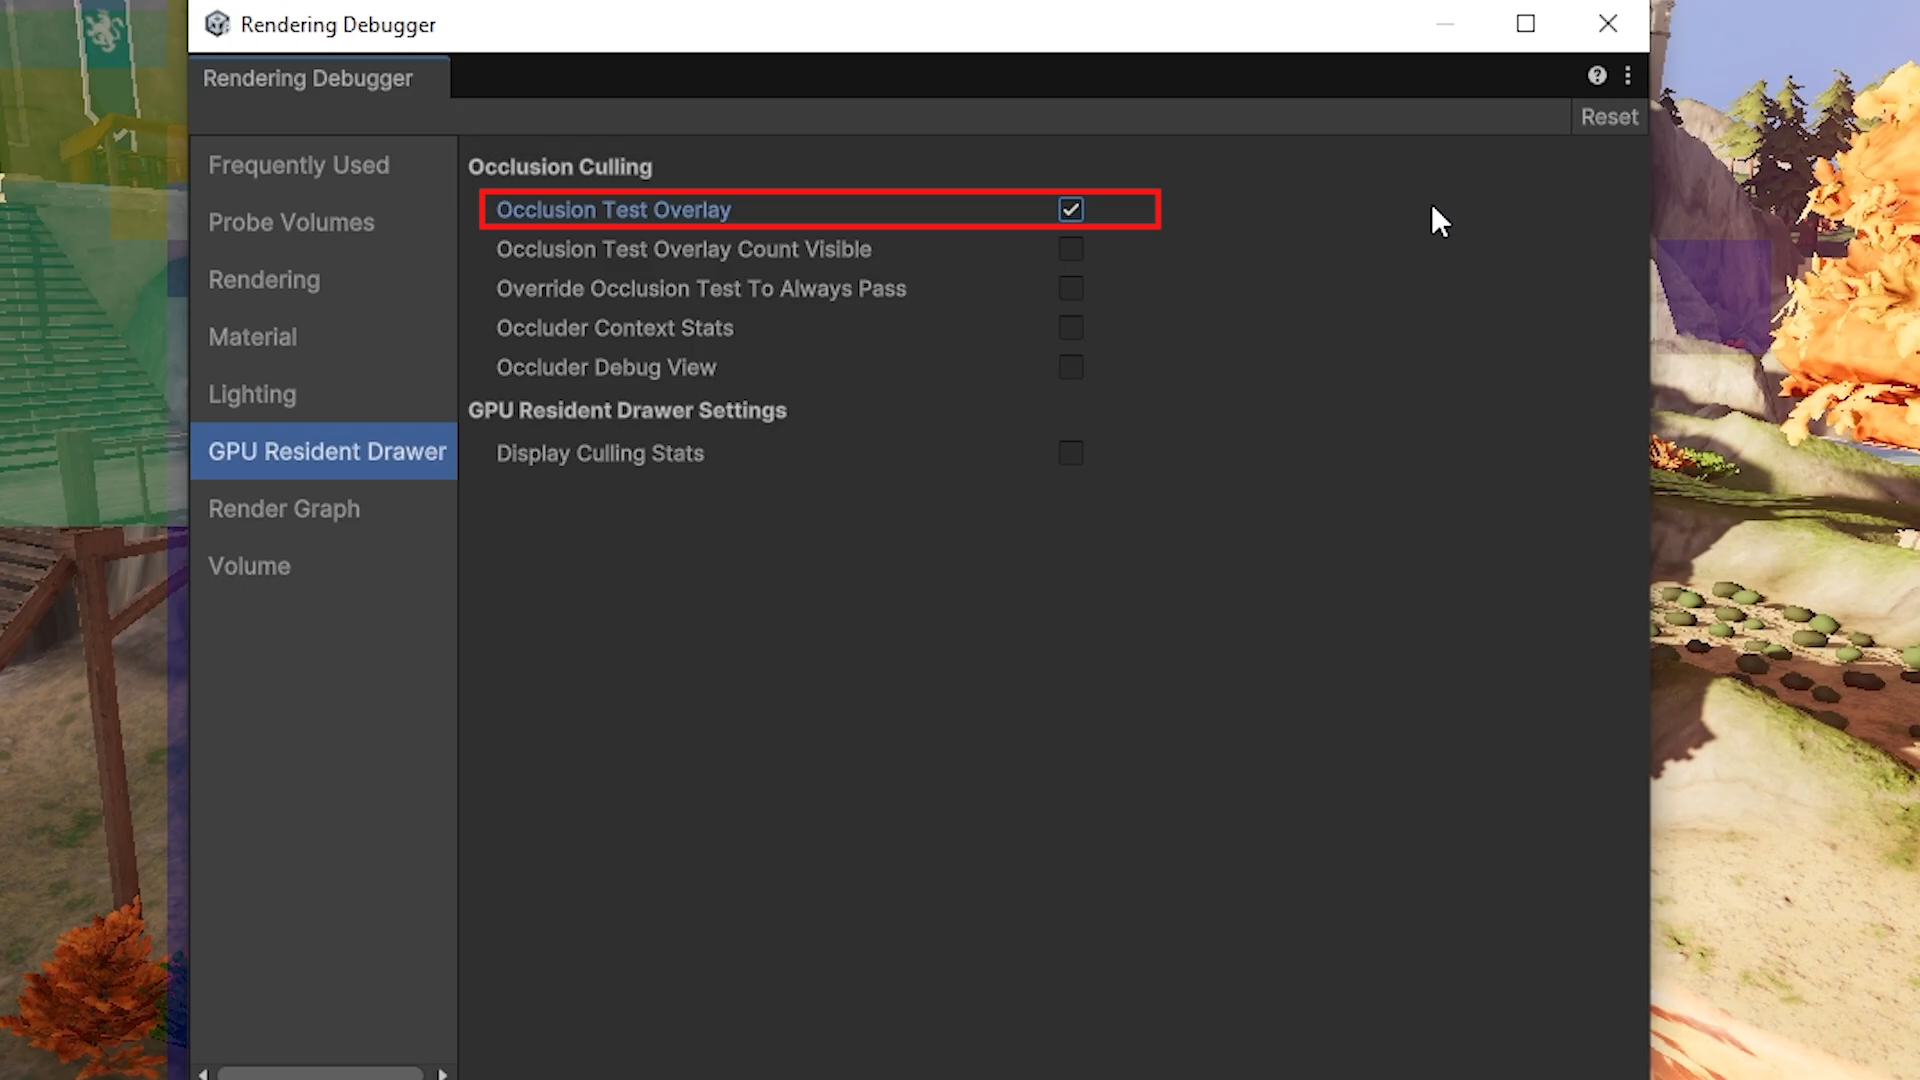 Rendering Debugger
Rendering Debugger
Reset
Frequently Used
Probe Volumes
Rendering
Material
Lighting
GPU Resident Drawer
Render Graph
Volume
Occlusion Culling
Occlusion Test Overlay
Occlusion Test Overlay Count Visible
Override Occlusion Test To Always Pass
Occluder Context Stats
Occluder Debug View
GPU Resident Drawer Settings
Display Culling Stats